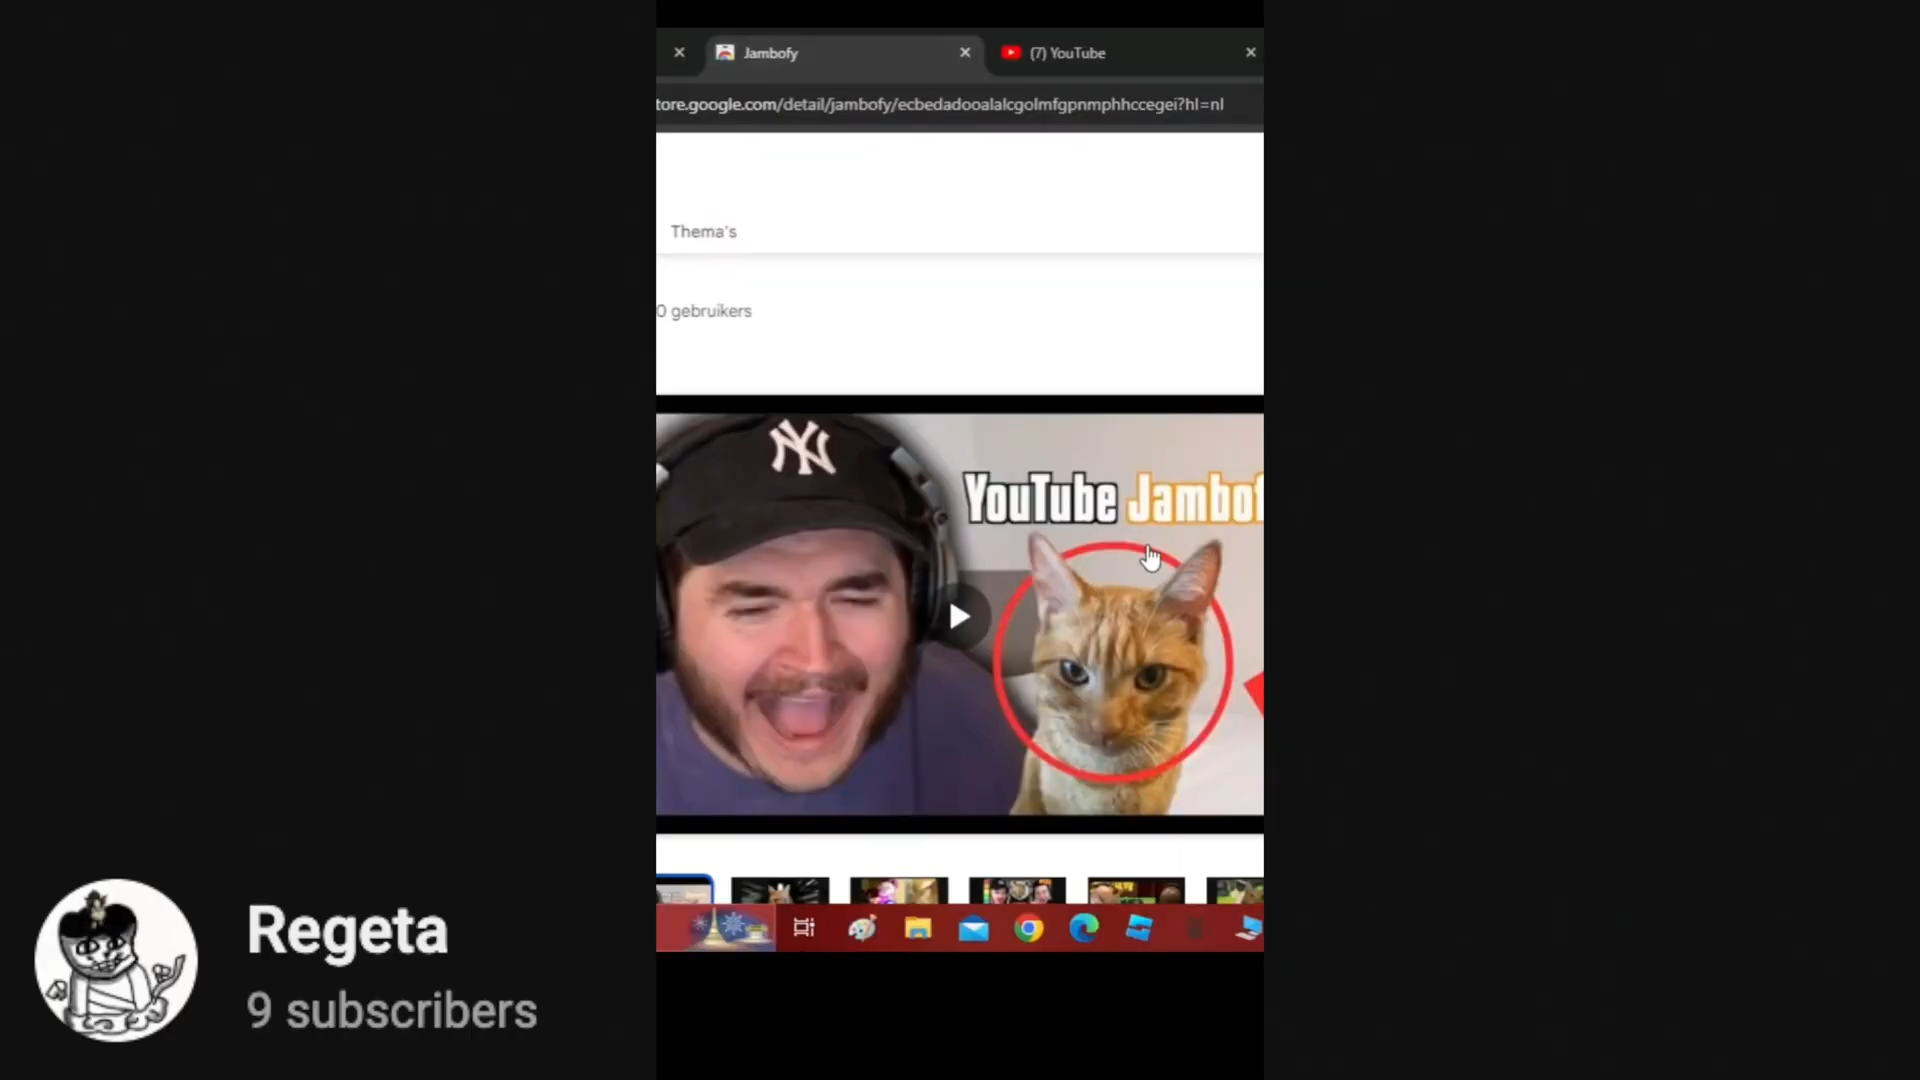 Jambofy
(7) YouTube
tore.google.com/detail/jambofy/ecbedadooalalcgolmfgpnmphhccegei?hl=nl
Thema's
0 gebruikers
NY
YouTube Jambof
Regeta
9 subscribers